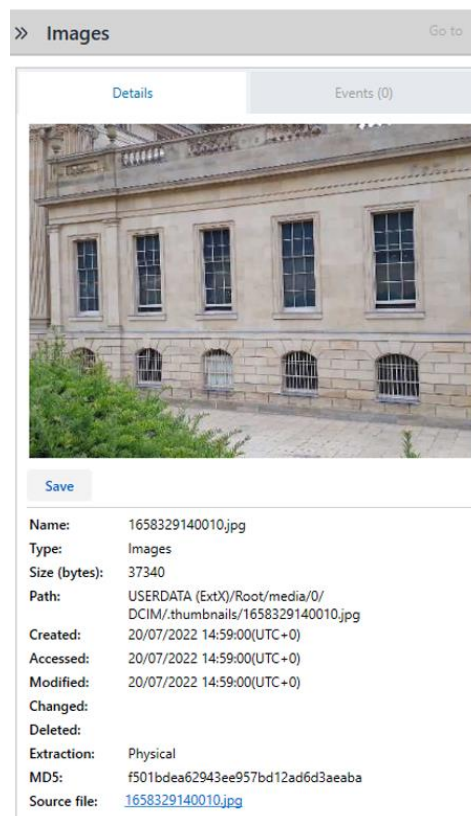 » Images Go to
Details Events (0)
Save
Name: 1658329140010.jpg
Type: Images
Size (bytes): 37340
Path: USERDATA (ExtX)/Root/media/0/
DCIM/.thumbnails/1658329140010.jpg
Created: 20/07/2022 14:59:00(UTC+0)
Accessed: 20/07/2022 14:59:00(UTC+0)
Modified: 20/07/2022 14:59:00(UTC+0)
Changed:
Deleted:
Extraction: Physical
MD5: f501bdea62943ee957bd12ad6d3aeaba
Source file: 1658329140010.jpg